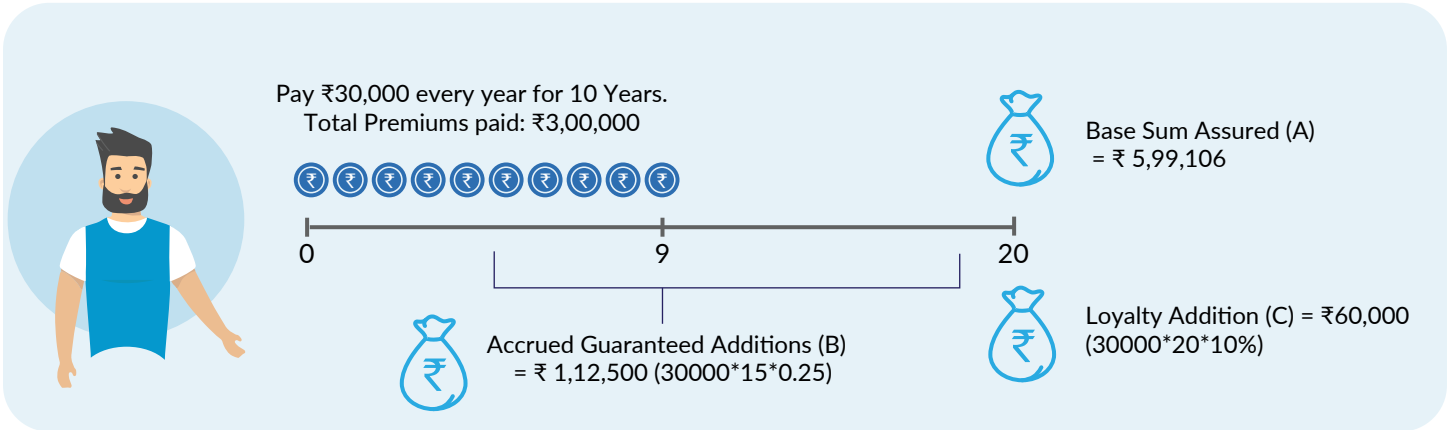 Pay ₹30,000 every year for 10 Years.
Total Premiums paid: ₹3,00,000
₹ ₹ ₹ ₹ ₹ ₹ ₹ ₹ ₹ ₹
0 9 20
₹
Base Sum Assured (A)
= ₹ 5,99,106
₹
Accrued Guaranteed Additions (B)
= ₹ 1,12,500 (30000*15*0.25)
₹
Loyalty Addition (C) = ₹60,000
(30000*20*10%)